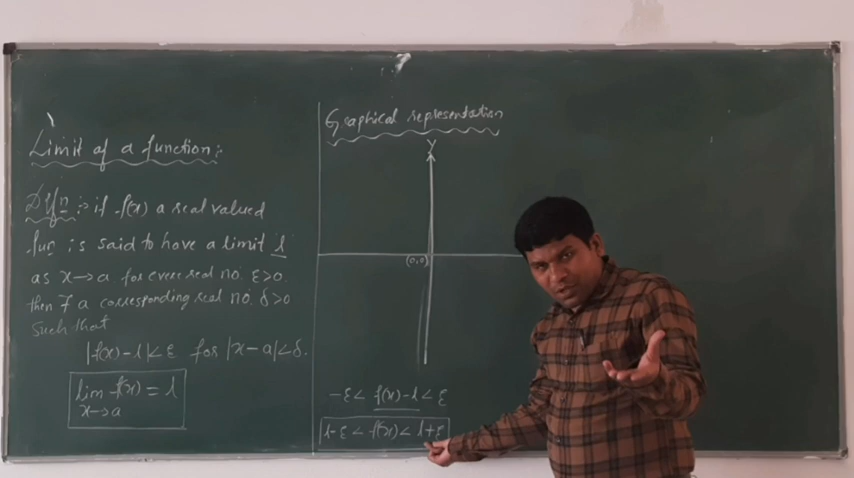 Limit of a function:
Dfn :- if f(x) a real valued
fun is said to have a limit l
as x→a for every real no. ε>0.
then ∃ a corresponding real no. δ>0
such that
|f(x)-l|<ε for |x-a|<δ.
lim f(x) = l
x→a
Graphical representation
Y
(0,0)
-ε < f(x)-l < ε
l-ε < f(x) < l+ε